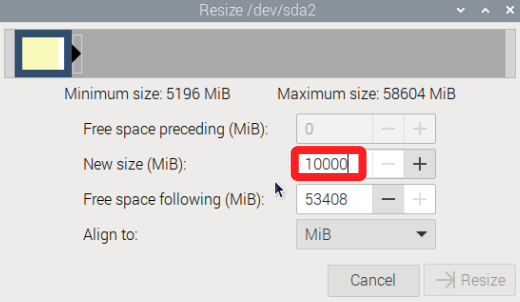 Resize /dev/sda2
Minimum size: 5196 MiB Maximum size: 58604 MiB
Free space preceding (MiB): 0
New size (MiB): 10000
Free space following (MiB): 53408
Align to: MiB
Cancel Resize